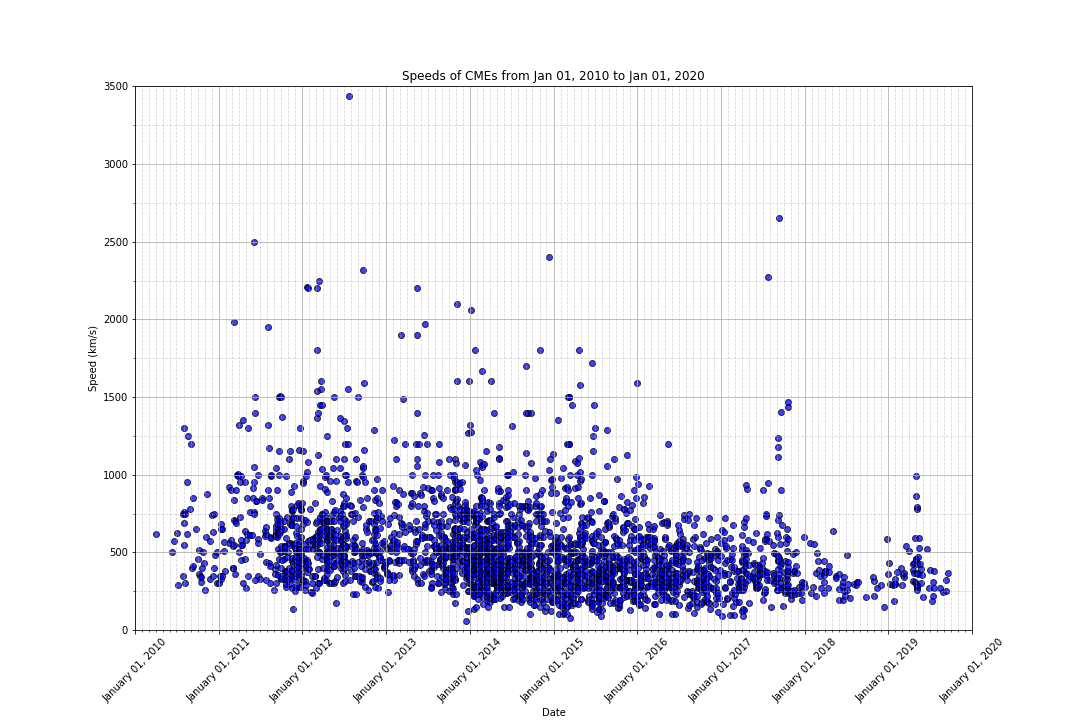 Speeds of CMEs from Jan 01, 2010 to Jan 01, 2020
3500
3000
2500
2000
1500
1000
500
0
Speed (km/s)
January 01, 2010
January 01, 2011
January 01, 2012
January 01, 2013
January 01, 2014
January 01, 2015
January 01, 2016
January 01, 2017
January 01, 2018
January 01, 2019
January 01, 2020
Date